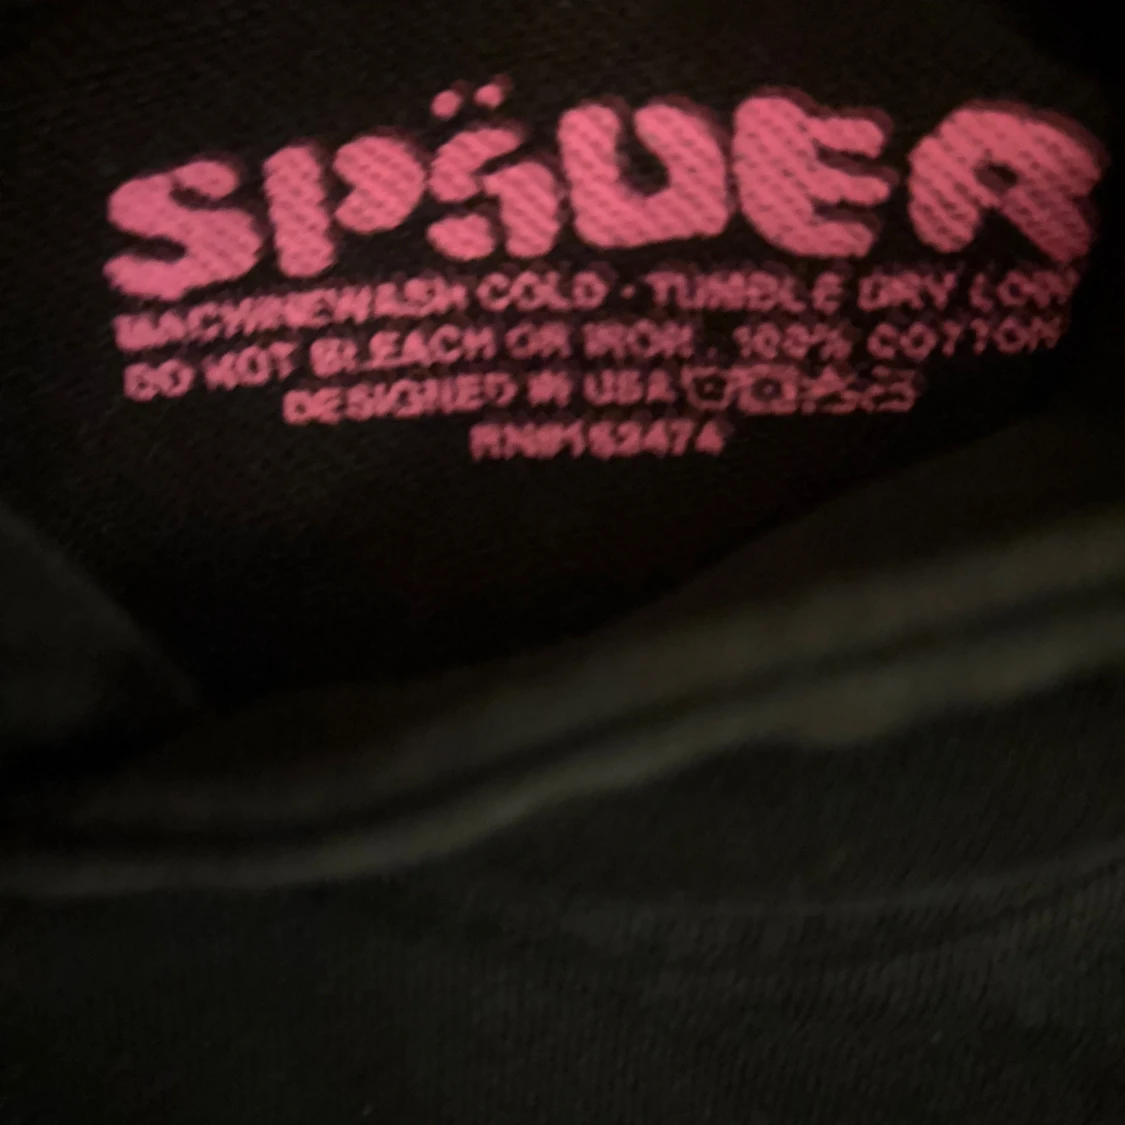 SP5DER
MACHINE WASH COLD · TUMBLE DRY LOW
DO NOT BLEACH OR IRON . 100% COTTON
DESIGNED IN USA
RN#152474